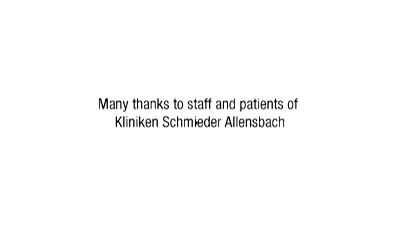 Many thanks to staff and patients of
Kliniken Schmieder Allensbach